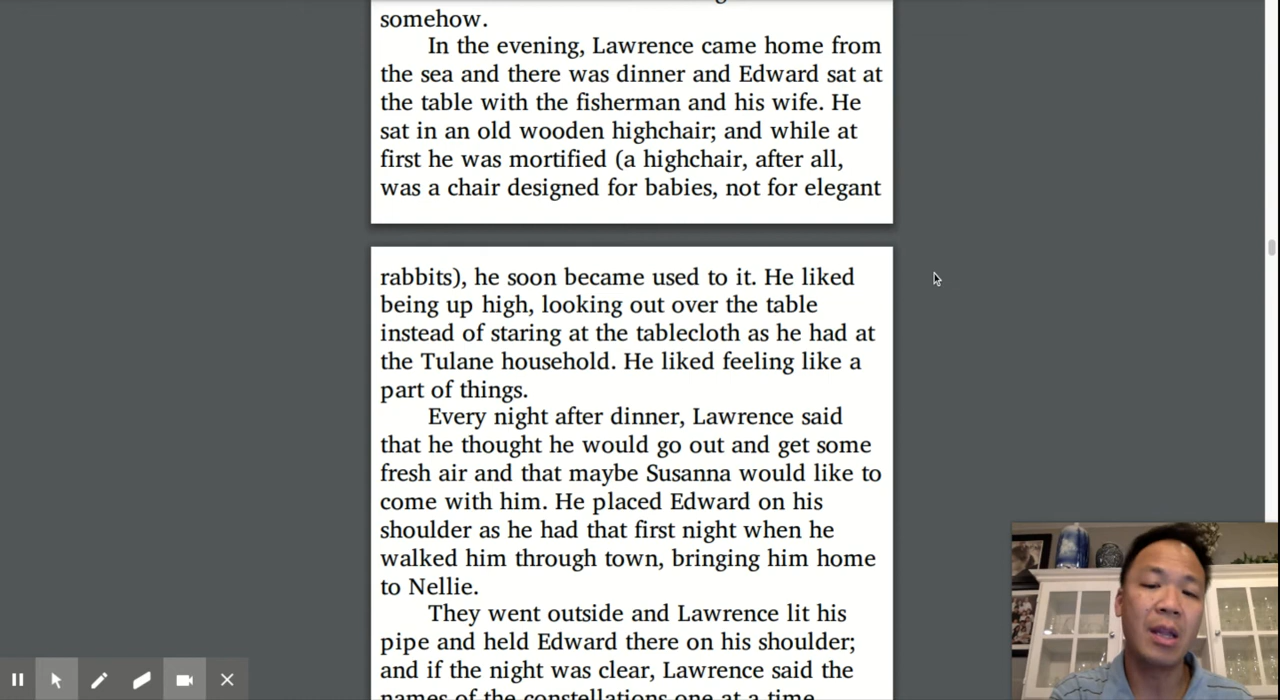 somehow.
In the evening, Lawrence came home from
the sea and there was dinner and Edward sat at
the table with the fisherman and his wife. He
sat in an old wooden highchair; and while at
first he was mortified (a highchair, after all,
was a chair designed for babies, not for elegant
rabbits), he soon became used to it. He liked
being up high, looking out over the table
instead of staring at the tablecloth as he had at
the Tulane household. He liked feeling like a
part of things.
Every night after dinner, Lawrence said
that he thought he would go out and get some
fresh air and that maybe Susanna would like to
come with him. He placed Edward on his
shoulder as he had that first night when he
walked him through town, bringing him home
to Nellie.
They went outside and Lawrence lit his
pipe and held Edward there on his shoulder;
and if the night was clear, Lawrence said the
names of the constellations one at a time